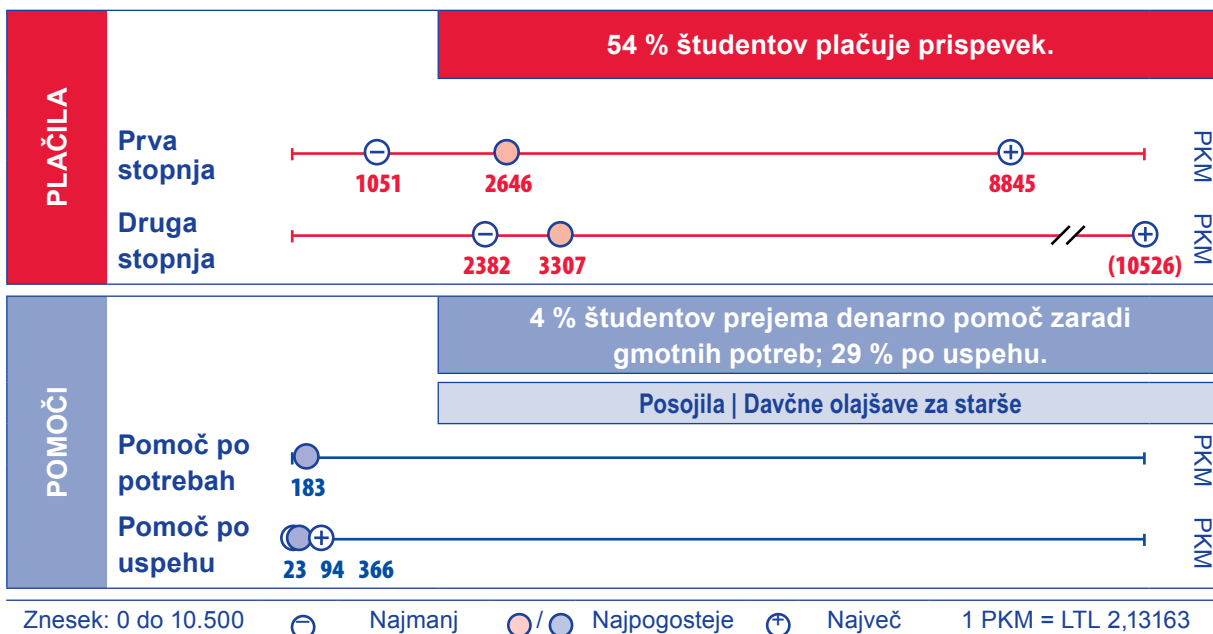 PLAČILA
54 % študentov plačuje prispevek.
Prva
stopnja
1051 2646 8845
PKM
Druga
stopnja
2382 3307 (10526)
PKM
POMOČI
4 % študentov prejema denarno pomoč zaradi
gmotnih potreb; 29 % po uspehu.
Posojila | Davčne olajšave za starše
Pomoč po
potrebah
183
PKM
Pomoč po
uspehu
23 94 366
PKM
Znesek: 0 do 10.500 Najmanj / Najpogosteje Največ 1 PKM = LTL 2,13163